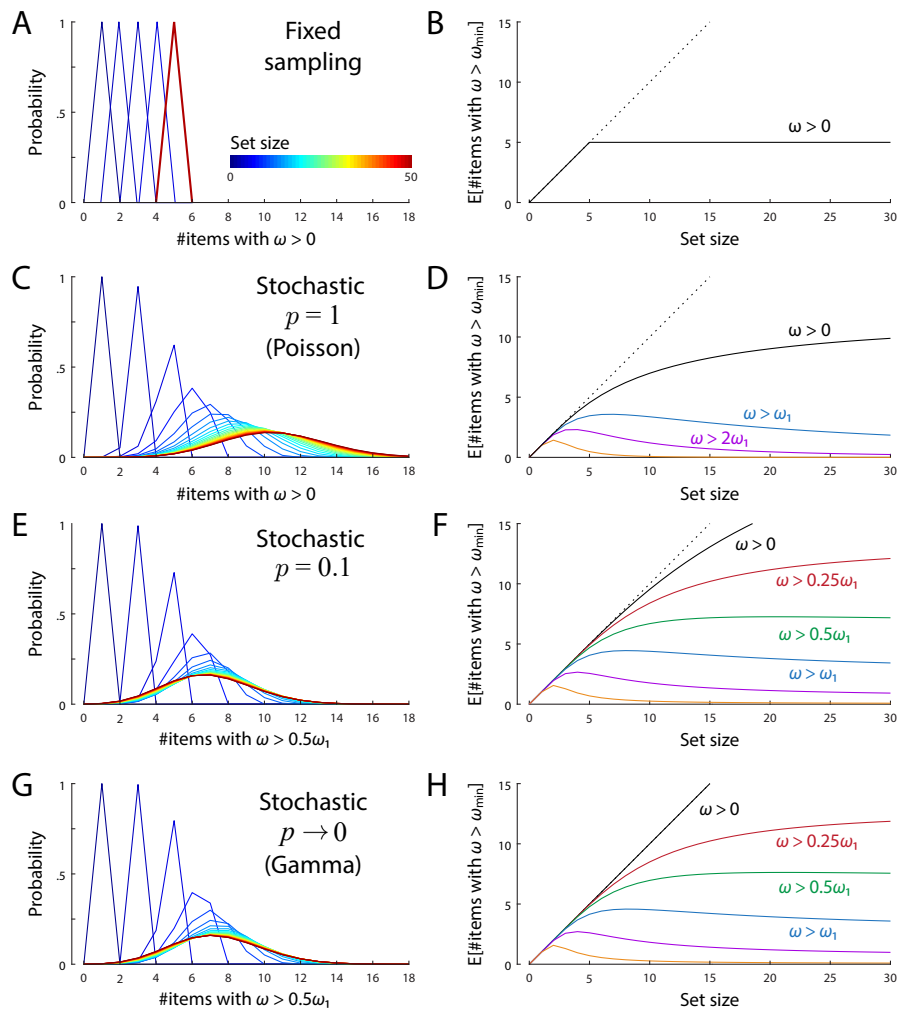 A
Fixed
sampling
Probability
1
.5
0
Set size
0
50
0 2 4 6 8 10 12 14 16 18
#items with ω > 0
B
E[#items with ω > ωmin]
15
10
5
0
ω > 0
0 5 10 15 20 25 30
Set size
C
Stochastic
p = 1
(Poisson)
Probability
1
.5
0
0 2 4 6 8 10 12 14 16 18
#items with ω > 0
D
E[#items with ω > ωmin]
15
10
5
0
ω > 0
ω > ω1
ω > 2ω1
0 5 10 15 20 25 30
Set size
E
Stochastic
p = 0.1
Probability
1
.5
0
0 2 4 6 8 10 12 14 16 18
#items with ω > 0.5ω1
F
E[#items with ω > ωmin]
15
10
5
0
ω > 0
ω > 0.25ω1
ω > 0.5ω1
ω > ω1
0 5 10 15 20 25 30
Set size
G
Stochastic
p → 0
(Gamma)
Probability
1
.5
0
0 2 4 6 8 10 12 14 16 18
#items with ω > 0.5ω1
H
E[#items with ω > ωmin]
15
10
5
0
ω > 0
ω > 0.25ω1
ω > 0.5ω1
ω > ω1
0 5 10 15 20 25 30
Set size